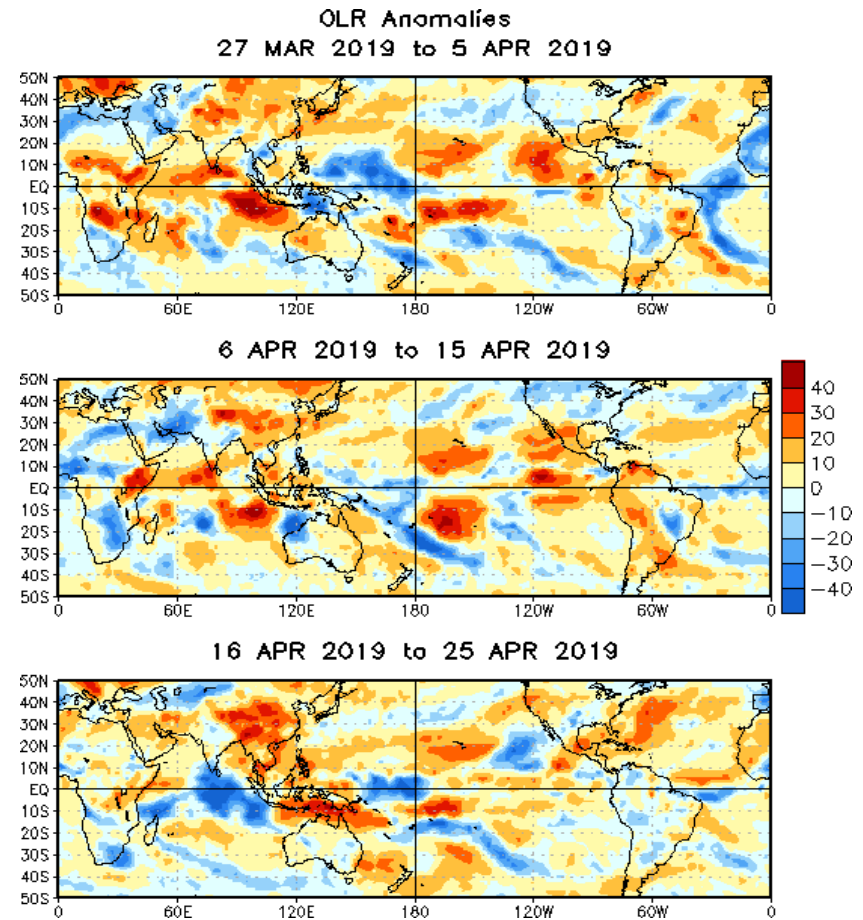 OLR Anomalies
27 MAR 2019 to 5 APR 2019
50N
40N
30N
20N
10N
EQ
10S
20S
30S
40S
50S
0 60E 120E 180 120W 60W 0
6 APR 2019 to 15 APR 2019
50N
40N
30N
20N
10N
EQ
10S
20S
30S
40S
50S
0 60E 120E 180 120W 60W 0
40
30
20
10
0
-10
-20
-30
-40
16 APR 2019 to 25 APR 2019
50N
40N
30N
20N
10N
EQ
10S
20S
30S
40S
50S
0 60E 120E 180 120W 60W 0